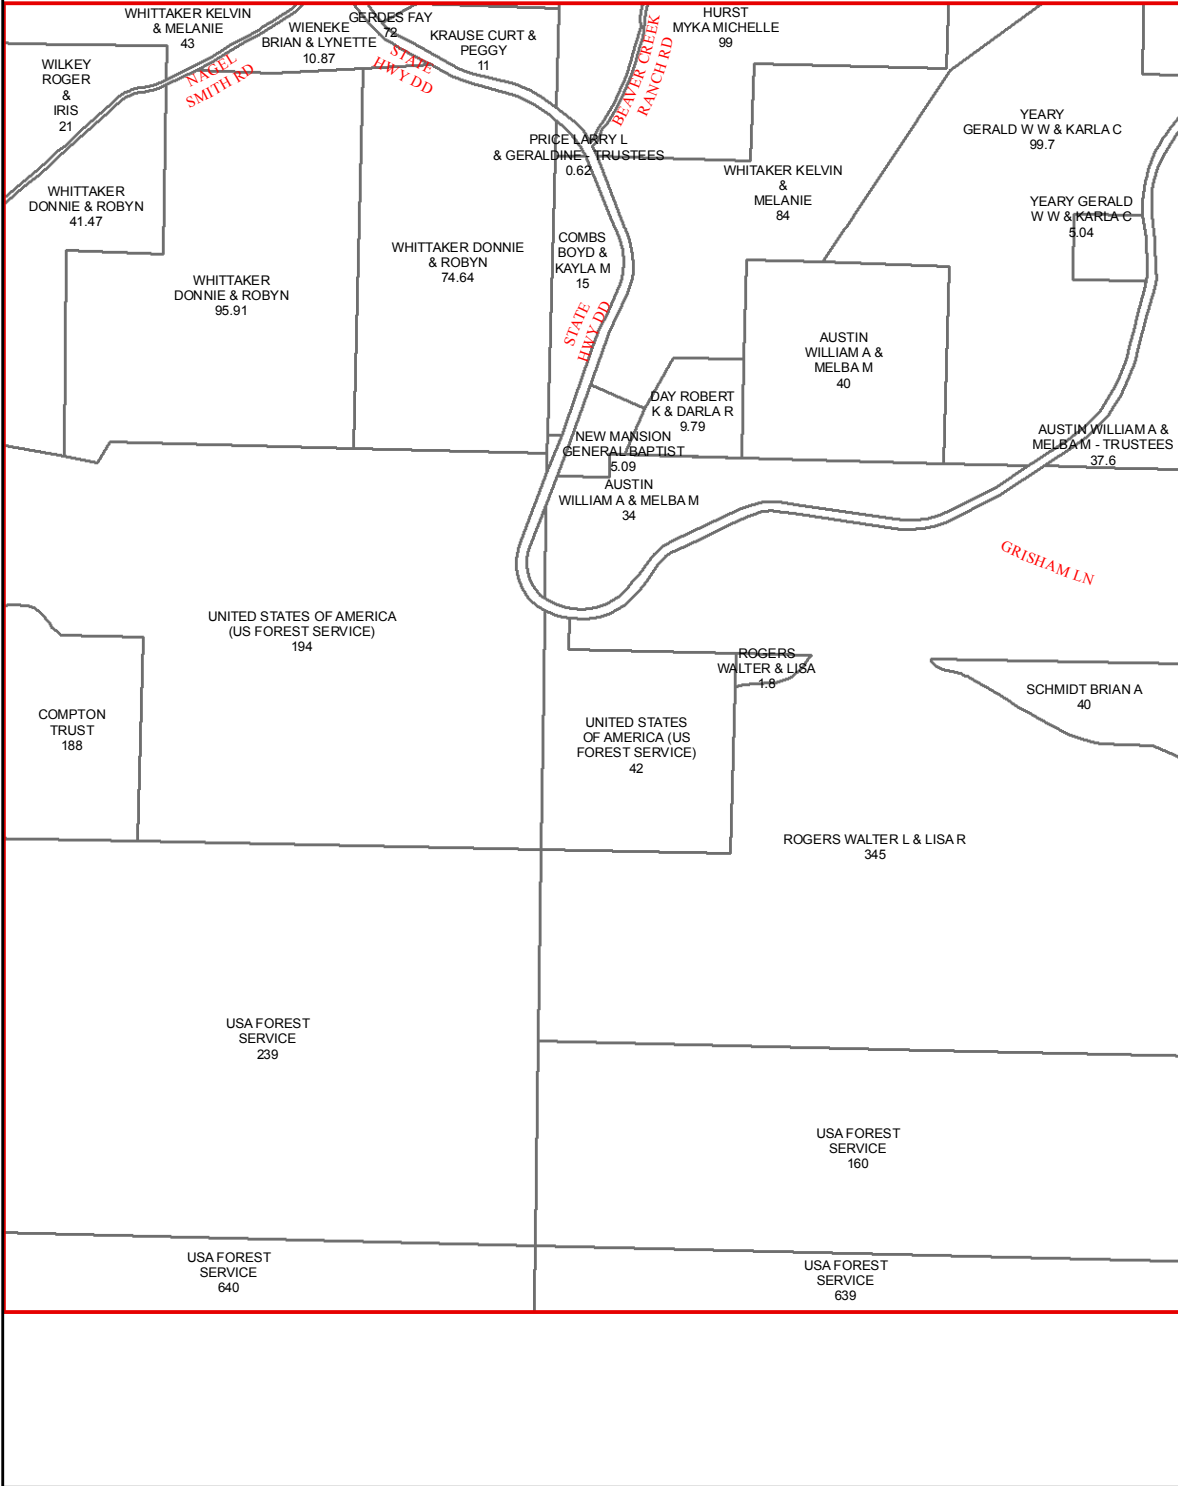 WHITTAKER KELVIN
& MELANIE
43
WIENEKE
BRIAN & LYNETTE
10.87
GERDES FAY
72
KRAUSE CURT &
PEGGY
11
HURST
MYKA MICHELLE
99
WILKEY
ROGER
&
IRIS
21
NAGEL
SMITH RD
STATE
HWY DD
BEAVER CREEK
RANCH RD
YEARY
GERALD W W & KARLA C
99.7
PRICE LARRY L
& GERALDINE - TRUSTEES
0.62
WHITAKER KELVIN
&
MELANIE
84
WHITTAKER
DONNIE & ROBYN
41.47
YEARY GERALD
W W & KARLA C
5.04
WHITTAKER DONNIE
& ROBYN
74.64
COMBS
BOYD &
KAYLA M
15
WHITTAKER
DONNIE & ROBYN
95.91
STATE
HWY DD
AUSTIN
WILLIAM A &
MELBA M
40
DAY ROBERT
K & DARLA R
9.79
AUSTIN WILLIAM A &
MELBA M - TRUSTEES
37.6
NEW MANSION
GENERAL BAPTIST
5.09
AUSTIN
WILLIAM A & MELBA M
34
GRISHAM LN
UNITED STATES OF AMERICA
(US FOREST SERVICE)
194
ROGERS
WALTER & LISA
1.8
SCHMIDT BRIAN A
40
COMPTON
TRUST
188
UNITED STATES
OF AMERICA (US
FOREST SERVICE)
42
ROGERS WALTER L & LISA R
345
USA FOREST
SERVICE
239
USA FOREST
SERVICE
160
USA FOREST
SERVICE
640
USA FOREST
SERVICE
639